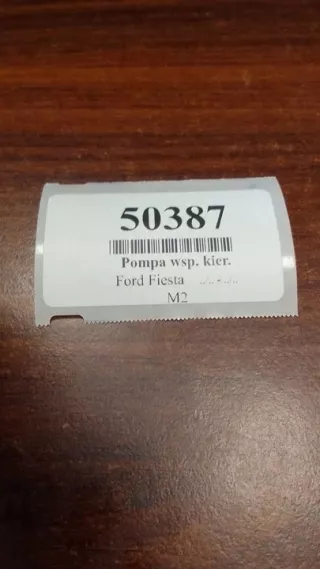 50387
Pompa wsp. kier.
Ford Fiesta
M2